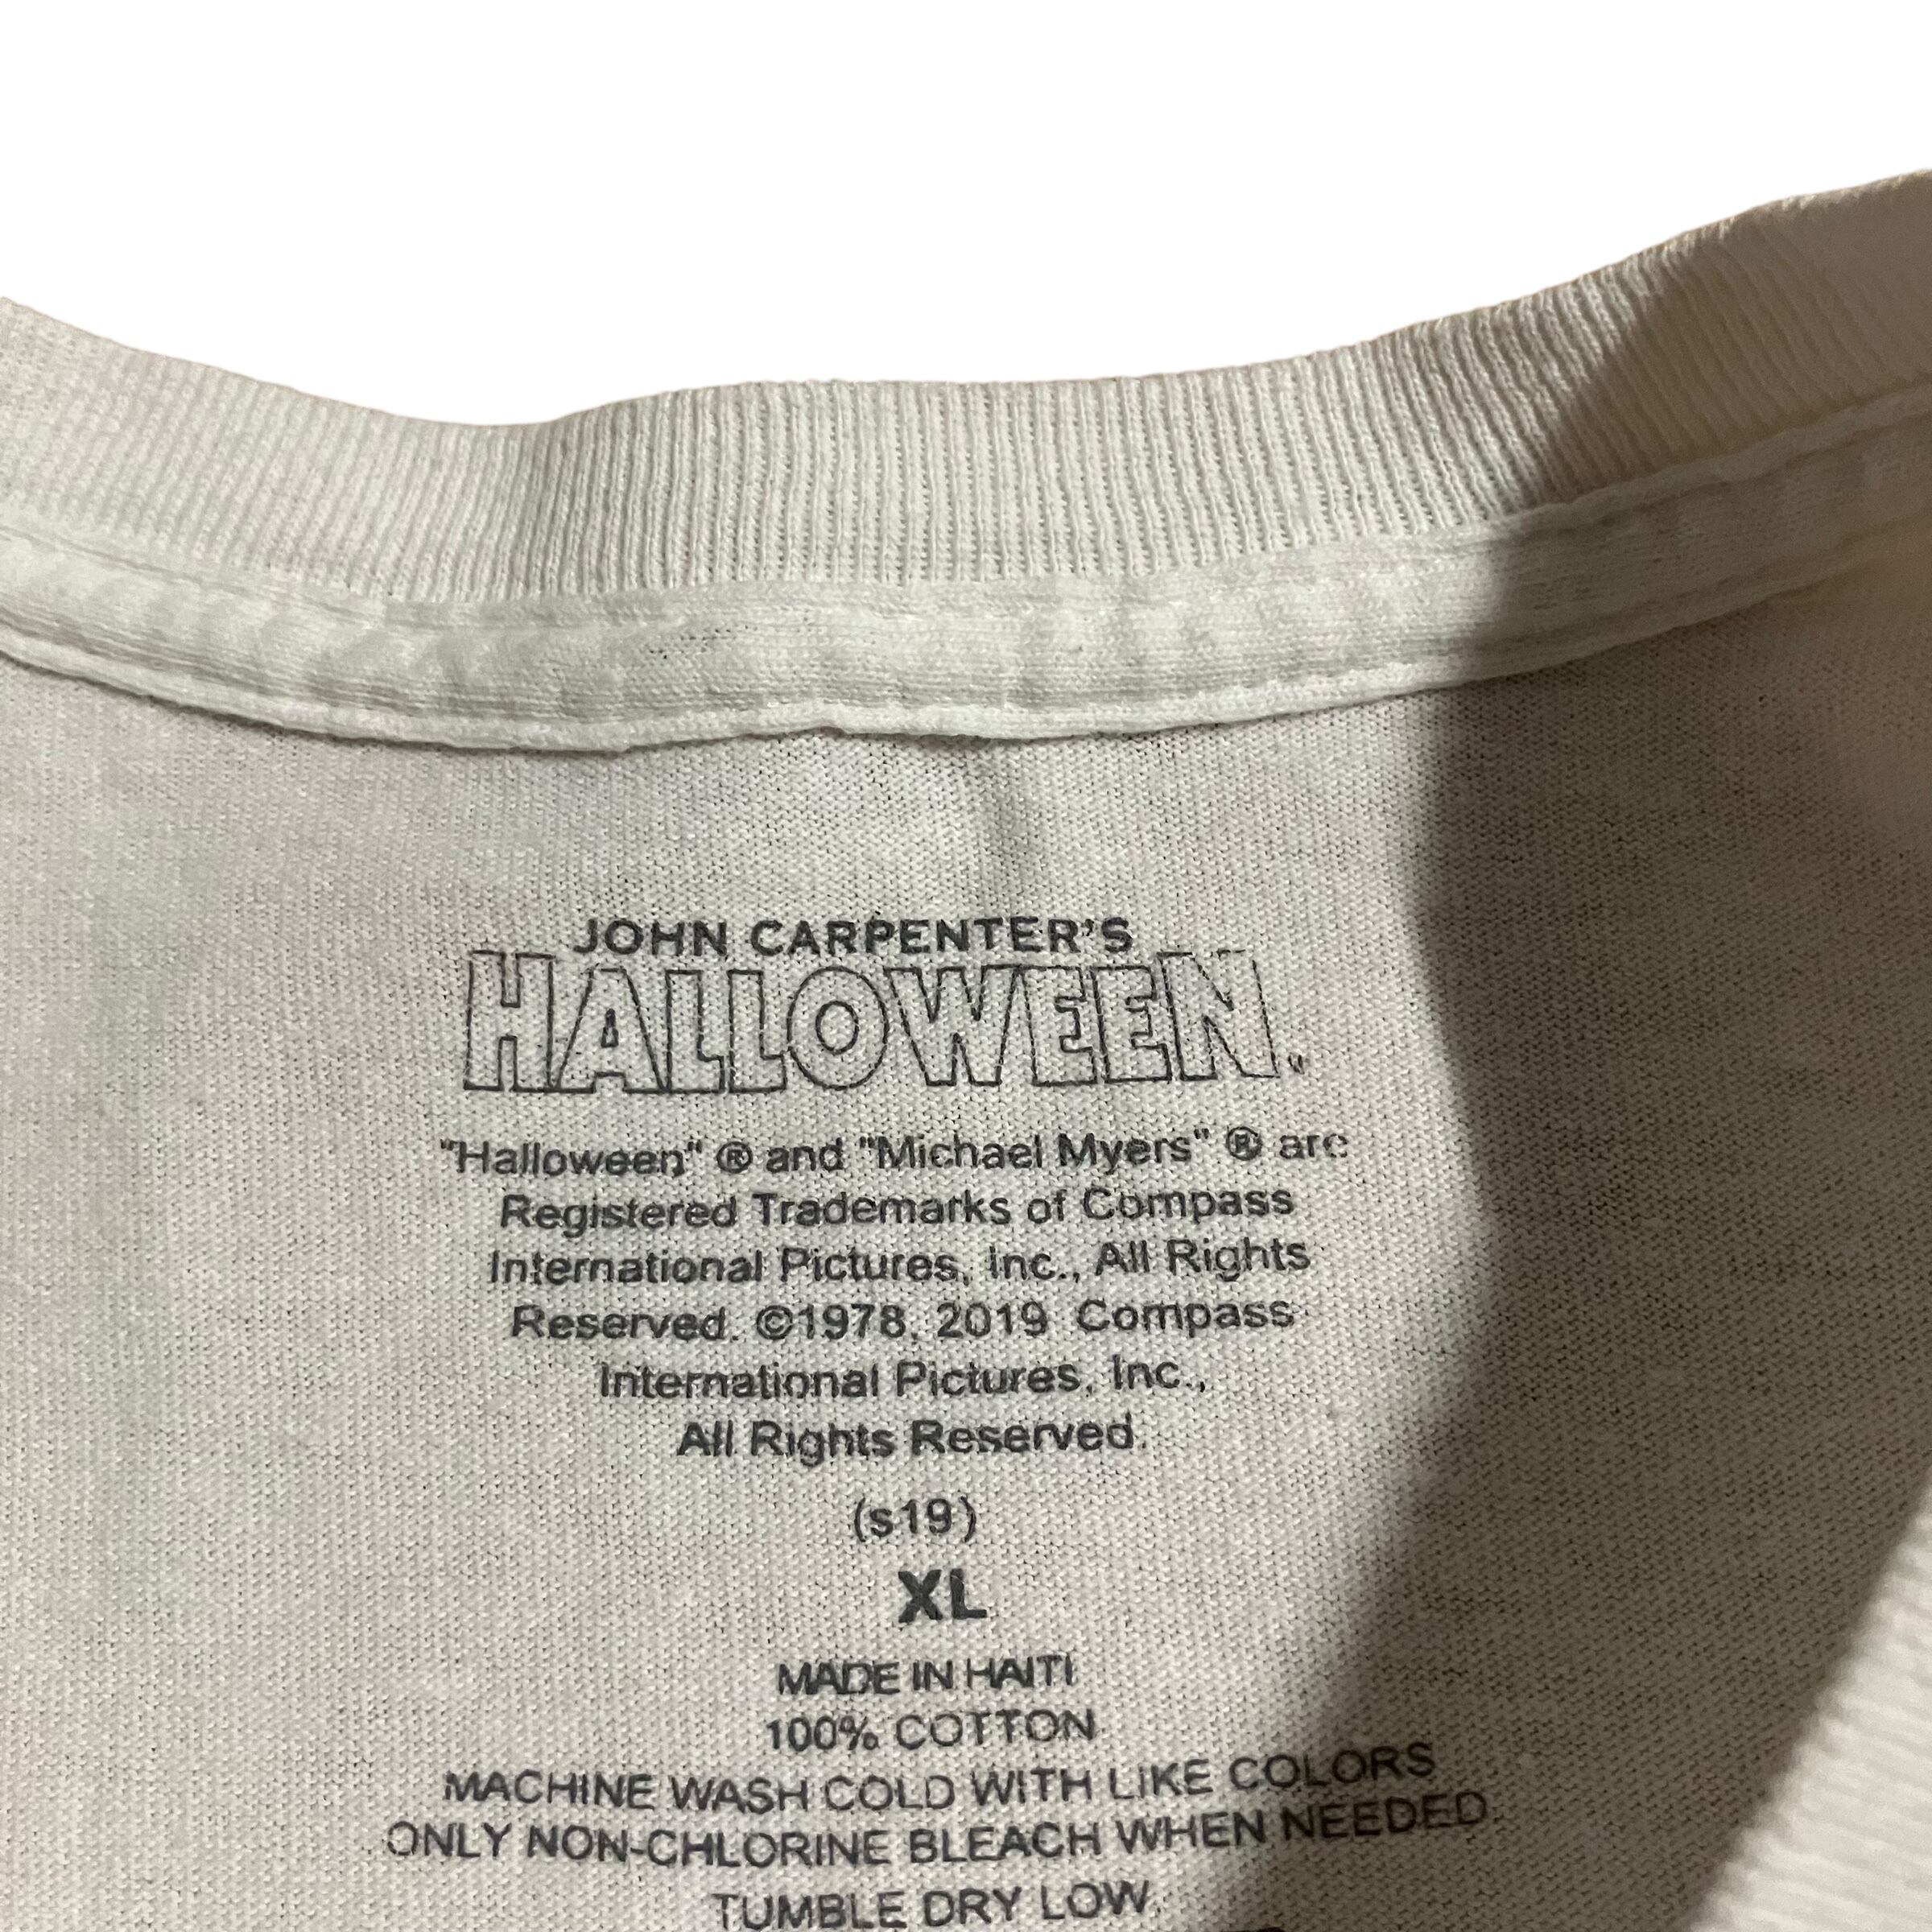 JOHN CARPENTER'S
HALLOWEEN.
"Halloween" ® and "Michael Myers" ® are
Registered Trademarks of Compass
International Pictures, Inc., All Rights
Reserved. ©1978, 2019 Compass
International Pictures, Inc.,
All Rights Reserved.
(s19)
XL
MADE IN HAITI
100% COTTON
MACHINE WASH COLD WITH LIKE COLORS
ONLY NON-CHLORINE BLEACH WHEN NEEDED
TUMBLE DRY LOW